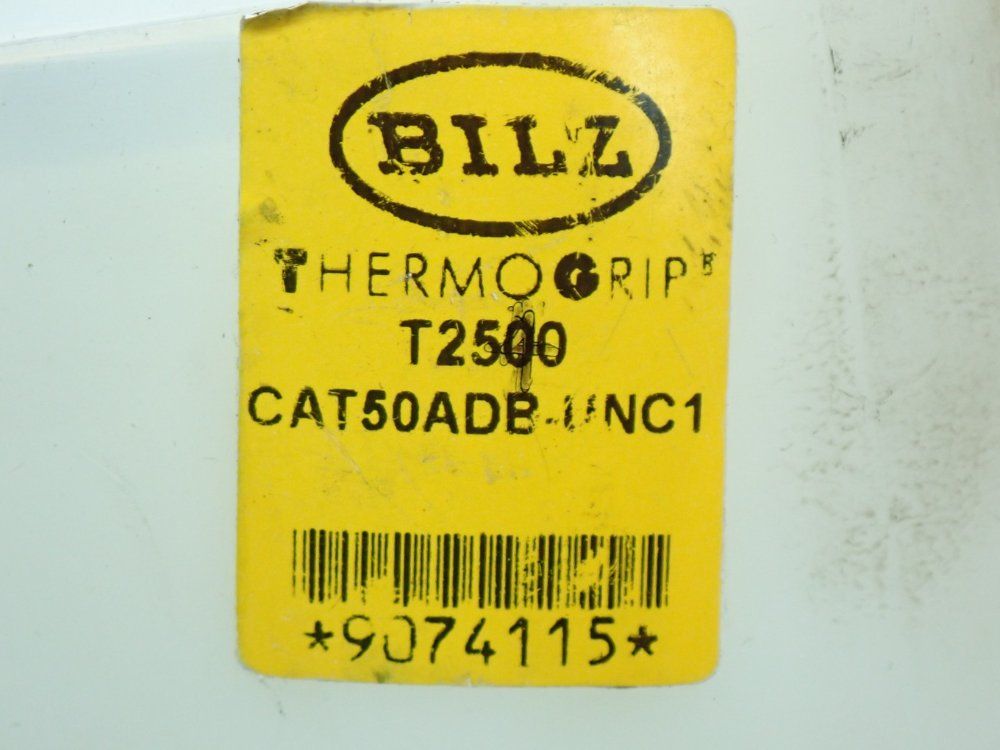 BILZ
THERMOGRIP®
T2500
CAT50ADB-UNC1
*9074115*